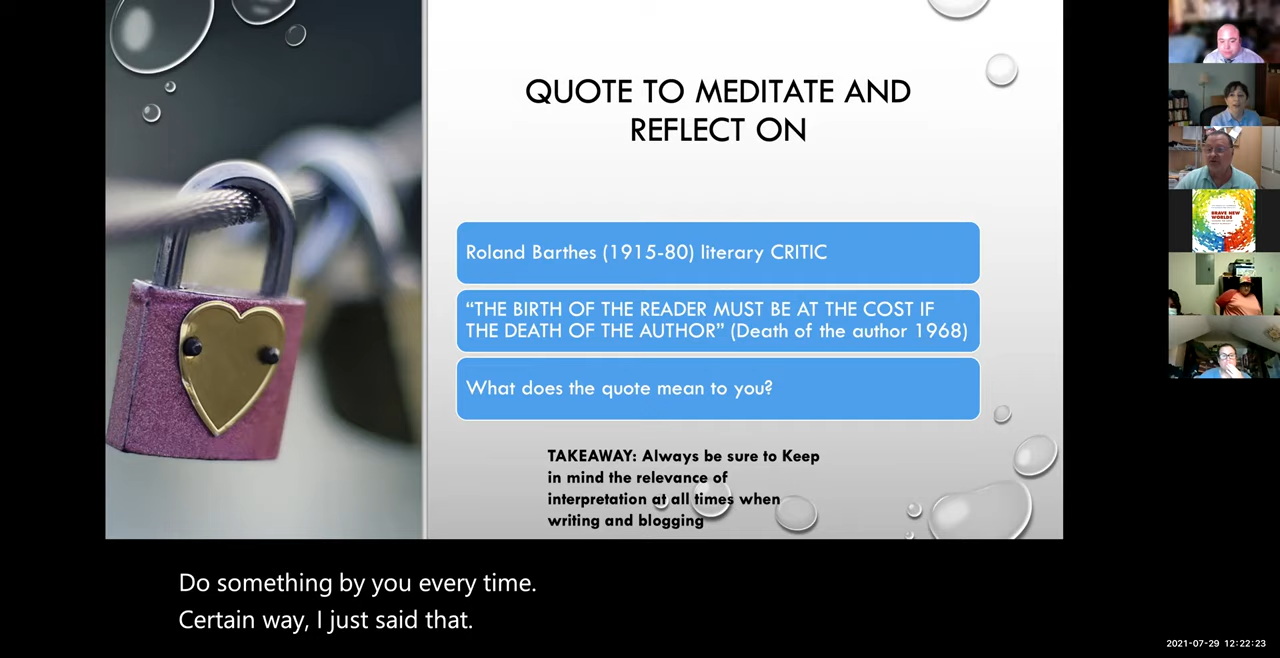 QUOTE TO MEDITATE AND
REFLECT ON
Roland Barthes (1915-80) literary CRITIC
“THE BIRTH OF THE READER MUST BE AT THE COST IF
THE DEATH OF THE AUTHOR” (Death of the author 1968)
What does the quote mean to you?
TAKEAWAY: Always be sure to Keep
in mind the relevance of
interpretation at all times when
writing and blogging
BRAVE NEW
WORLDS
Do something by you every time.
Certain way, I just said that.
2021-07-29 12:22:23